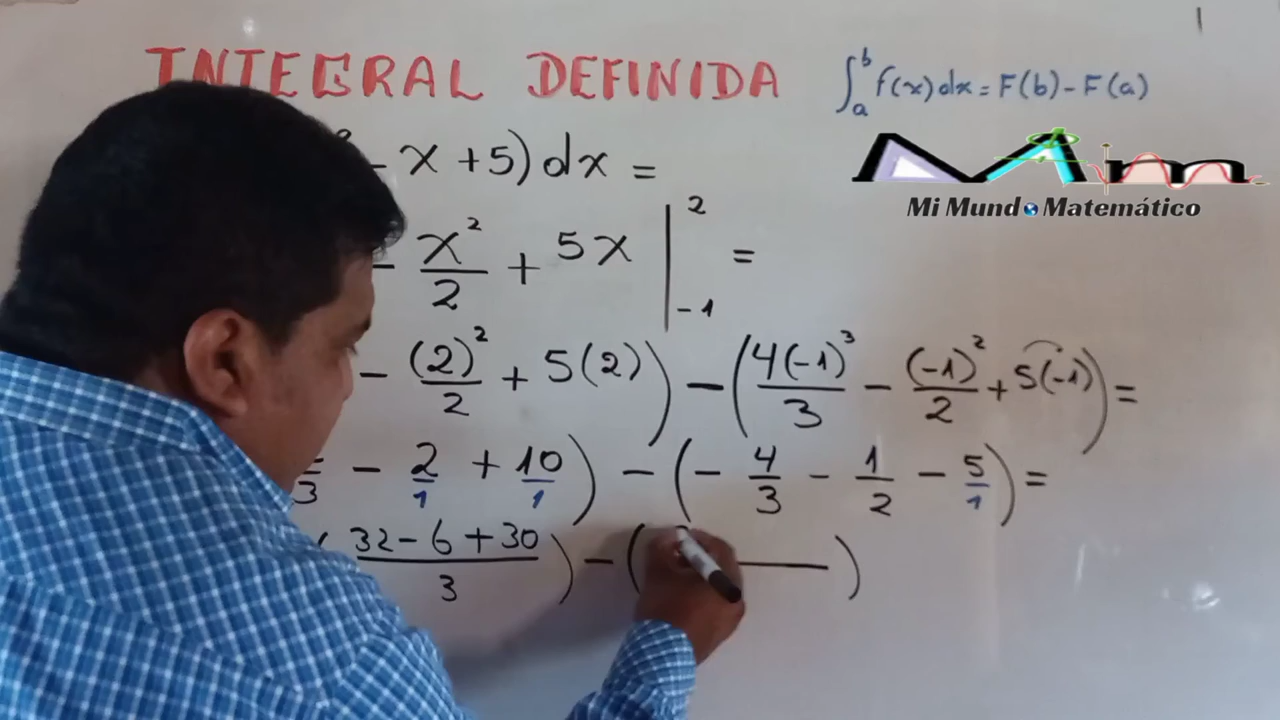 INTEGRAL DEFINIDA
∫_a^b f(x)dx = F(b) - F(a)
Mam
Mi Mundo Matemático
- x + 5) dx =
- x²/2 + 5x |_{-1}^{2} =
- (2)²/2 + 5(2)) - (4(-1)³/3 - (-1)²/2 + 5(-1)) =
/3 - 2/1 + 10/1) - (- 4/3 - 1/2 - 5/1) =
(32 - 6 + 30/3) - ( )